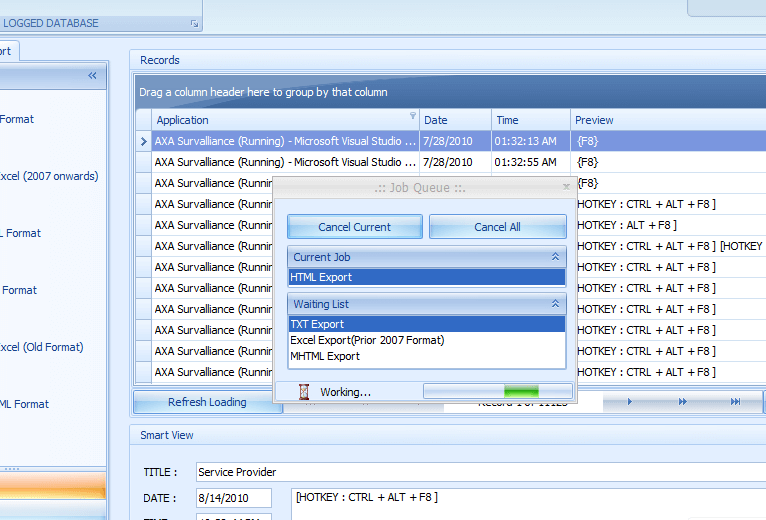 LOGGED DATABASE
ort
Records
Format
Drag a column header here to group by that column
Application Date Time Preview
AXA Survalliance (Running) - Microsoft Visual Studio ... 7/28/2010 01:32:13 AM {F8}
AXA Survalliance (Running) - Microsoft Visual Studio ... 7/28/2010 01:32:55 AM {F8}
xcel (2007 onwards)
AXA Survalliance (Runnin {F8}
AXA Survalliance (Runnin HOTKEY : CTRL + ALT + F8 ]
AXA Survalliance (Runnin HOTKEY : ALT + F8 ]
L Format
AXA Survalliance (Runnin HOTKEY : CTRL + ALT + F8 ] [HOTKEY
AXA Survalliance (Runnin HOTKEY : CTRL + ALT + F8 ]
Format
AXA Survalliance (Runnin HOTKEY : CTRL + ALT + F8 ]
AXA Survalliance (Runnin HOTKEY : CTRL + ALT + F8 ]
AXA Survalliance (Runnin HOTKEY : CTRL + ALT + F8 ]
xcel (Old Format)
AXA Survalliance (Runnin HOTKEY : CTRL + ALT + F8 ]
AXA Survalliance (Runnin HOTKEY : CTRL + ALT + F8 ]
ML Format
.:: Job Queue ::.
Cancel Current Cancel All
Current Job
HTML Export
Waiting List
TXT Export
Excel Export(Prior 2007 Format)
MHTML Export
Working...
Refresh Loading
Smart View
TITLE : Service Provider
DATE : 8/14/2010 [HOTKEY : CTRL + ALT + F8 ]